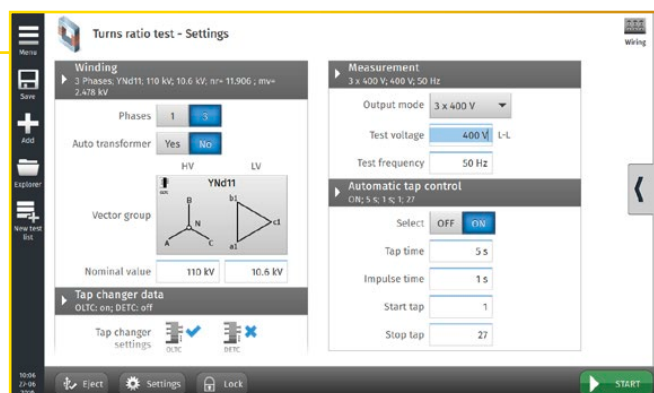 Turns ratio test - Settings
Menu
Save
Add
Explorer
New test list
Winding
3 Phases; YNd11; 110 kV; 10.6 kV; nr= 11.906 ; mv= 2.478 kV
Phases 1 3
Auto transformer Yes No
HV LV
YNd11
B b1
N
A C a1 c1
Vector group
Nominal value 110 kV 10.6 kV
Tap changer data
OLTC: on; DETC: off
Tap changer settings
OLTC DETC
Measurement
3 x 400 V; 400 V; 50 Hz
Output mode 3 x 400 V
Test voltage 400 V L-L
Test frequency 50 Hz
Automatic tap control
ON; 5 s; 1 s; 1; 27
Select OFF ON
Tap time 5 s
Impulse time 1 s
Start tap 1
Stop tap 27
Wiring
10:06
Eject Settings Lock START